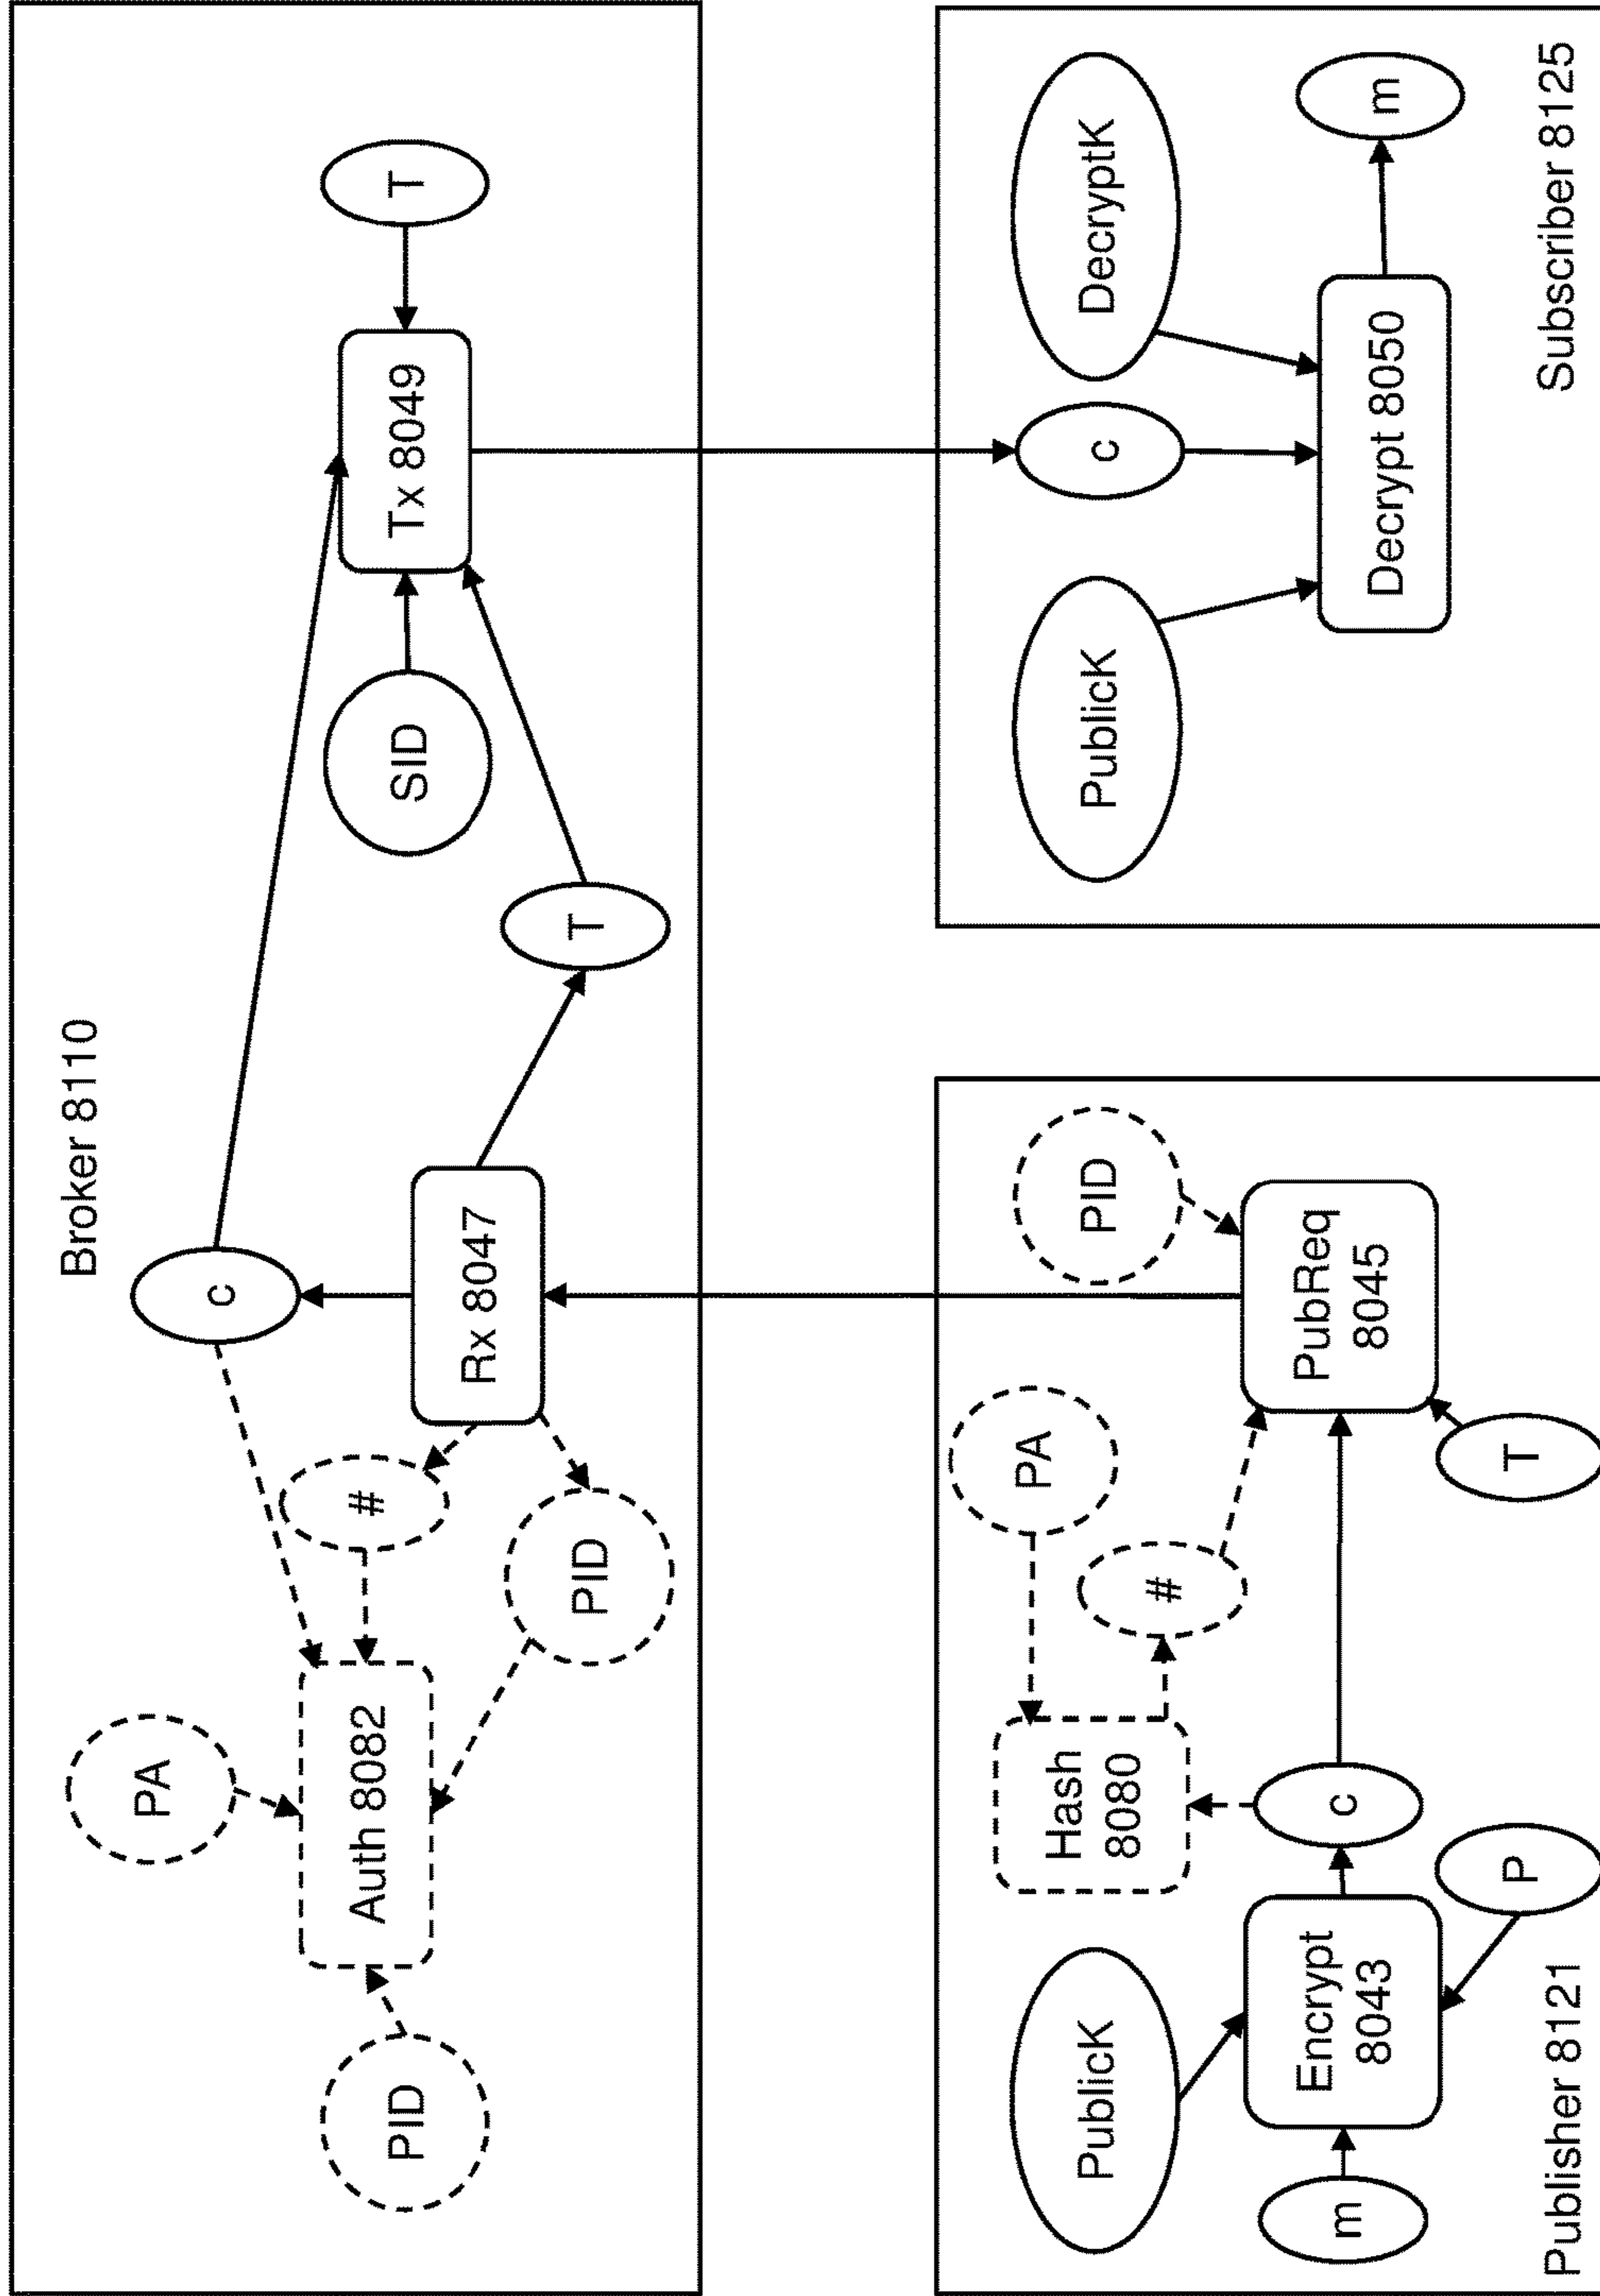 Broker 8110
PA
c
PID
Auth 8082
#
Rx 8047
SID
Tx 8049
T
PID
T
Publisher 8121
PublicK
Hash
8080
PA
PID
#
m
Encrypt
8043
c
PubReq
8045
P
T
Subscriber 8125
PublicK
c
DecryptK
Decrypt 8050
m